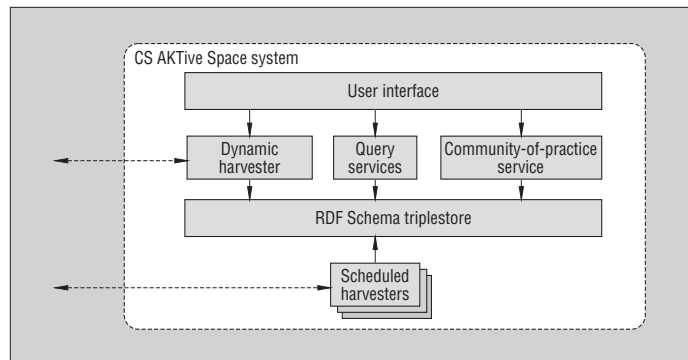 CS AKTive Space system
User interface
Dynamic
harvester
Query
services
Community-of-practice
service
RDF Schema triplestore
Scheduled
harvesters